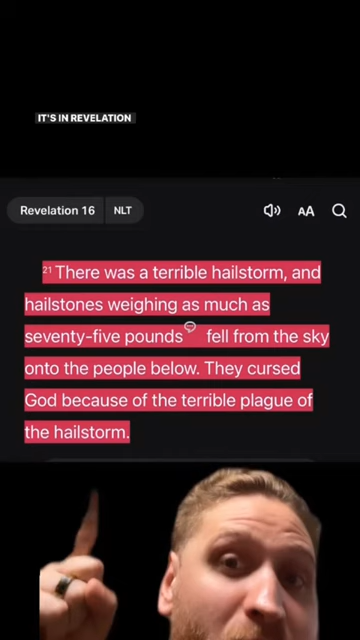 IT'S IN REVELATION
Revelation 16 NLT AA
21 There was a terrible hailstorm, and
hailstones weighing as much as
seventy-five pounds fell from the sky
onto the people below. They cursed
God because of the terrible plague of
the hailstorm.